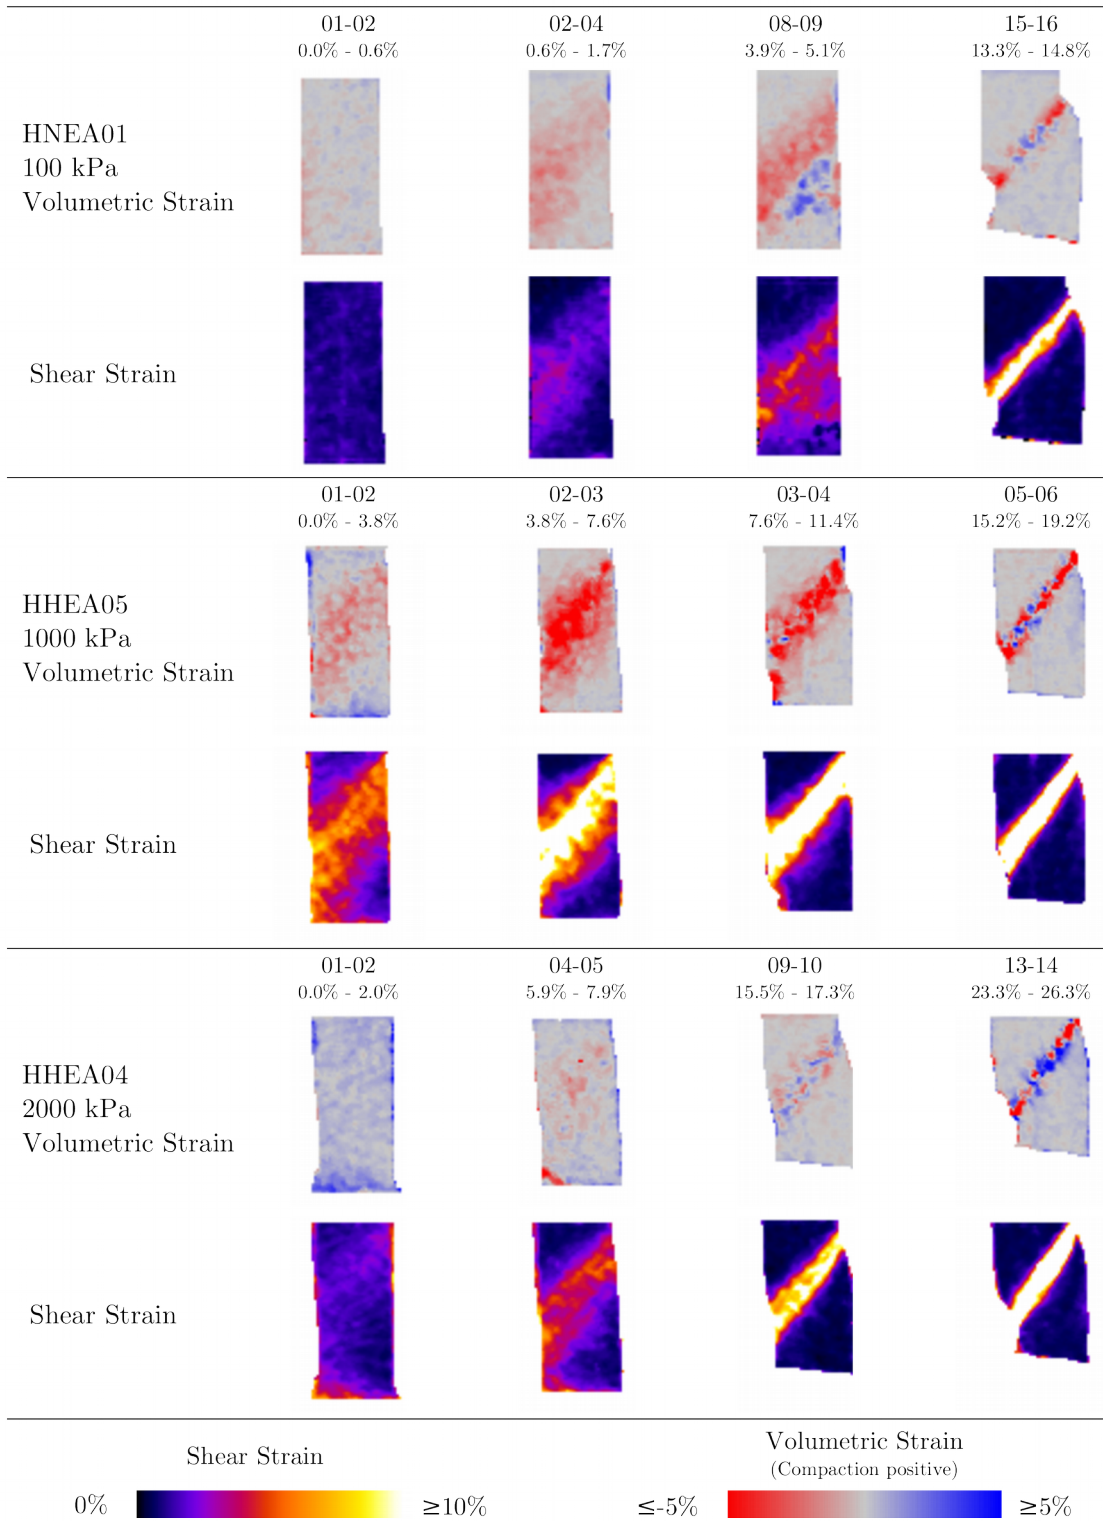 01-02 02-04 08-09 15-16
0.0% - 0.6% 0.6% - 1.7% 3.9% - 5.1% 13.3% - 14.8%
HNEA01
100 kPa
Volumetric Strain
Shear Strain
01-02 02-03 03-04 05-06
0.0% - 3.8% 3.8% - 7.6% 7.6% - 11.4% 15.2% - 19.2%
HHEA05
1000 kPa
Volumetric Strain
Shear Strain
01-02 04-05 09-10 13-14
0.0% - 2.0% 5.9% - 7.9% 15.5% - 17.3% 23.3% - 26.3%
HHEA04
2000 kPa
Volumetric Strain
Shear Strain
Shear Strain
0% ≥10%
Volumetric Strain
(Compaction positive)
≤-5% ≥5%